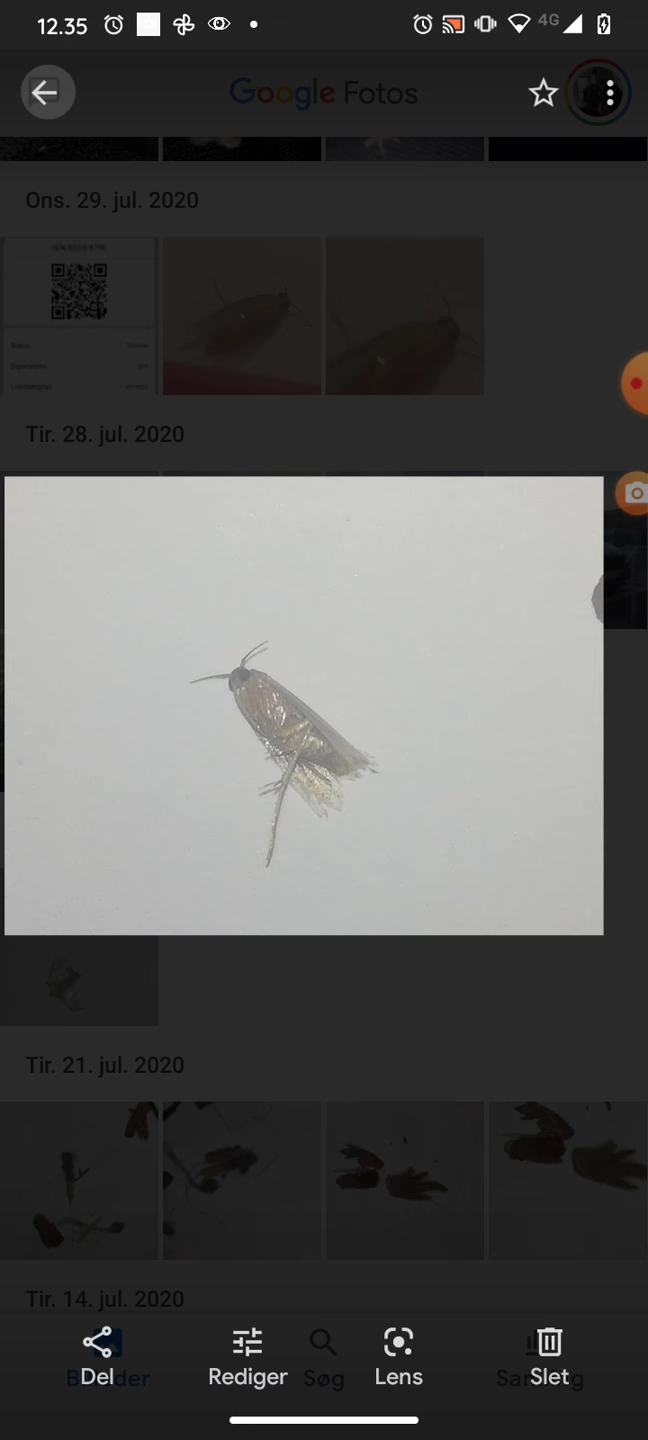 12.35
4G
Google Fotos
Ons. 29. jul. 2020
Tir. 28. jul. 2020
Tir. 21. jul. 2020
Tir. 14. jul. 2020
Del
Rediger
Søg
Lens
Slet